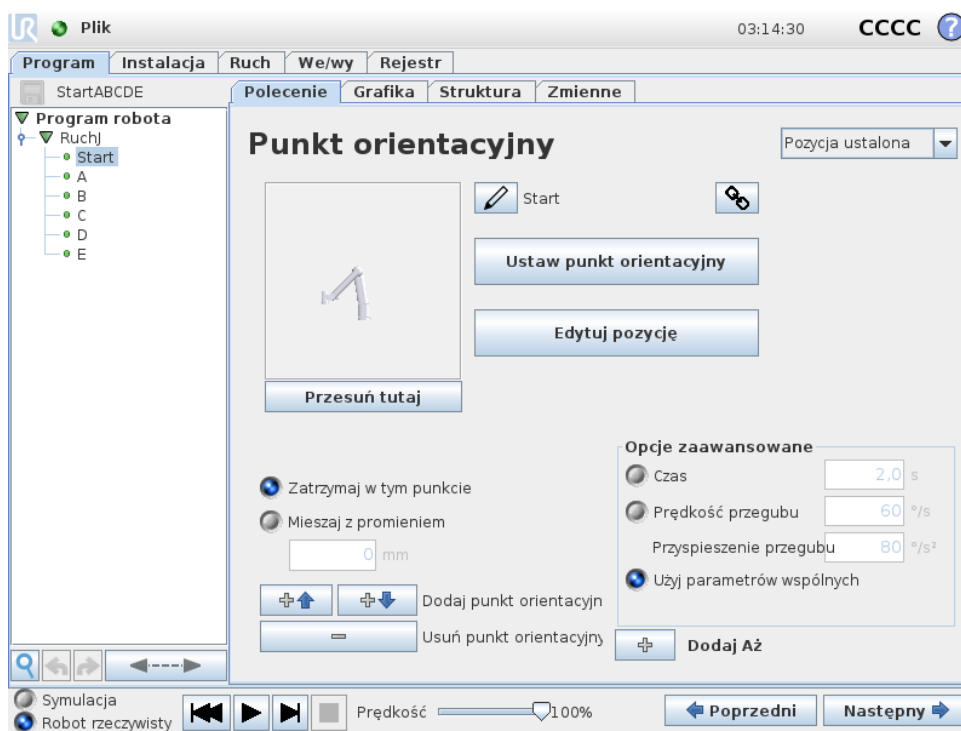 UR Plik 03:14:30 CCCC ?
Program Instalacja Ruch We/wy Rejestr
StartABCDE
Polecenie Grafika Struktura Zmienne
Program robota
RuchJ
Start
A
B
C
D
E
Punkt orientacyjny
Pozycja ustalona
Start
Ustaw punkt orientacyjny
Edytuj pozycję
Przesuń tutaj
Zatrzymaj w tym punkcie
Mieszaj z promieniem
0 mm
Dodaj punkt orientacyjn
Usuń punkt orientacyjny
Opcje zaawansowane
Czas 2,0 s
Prędkość przegubu 60 °/s
Przyspieszenie przegubu 80 °/s²
Użyj parametrów wspólnych
Dodaj Aż
Symulacja
Robot rzeczywisty
Prędkość 100%
Poprzedni
Następny